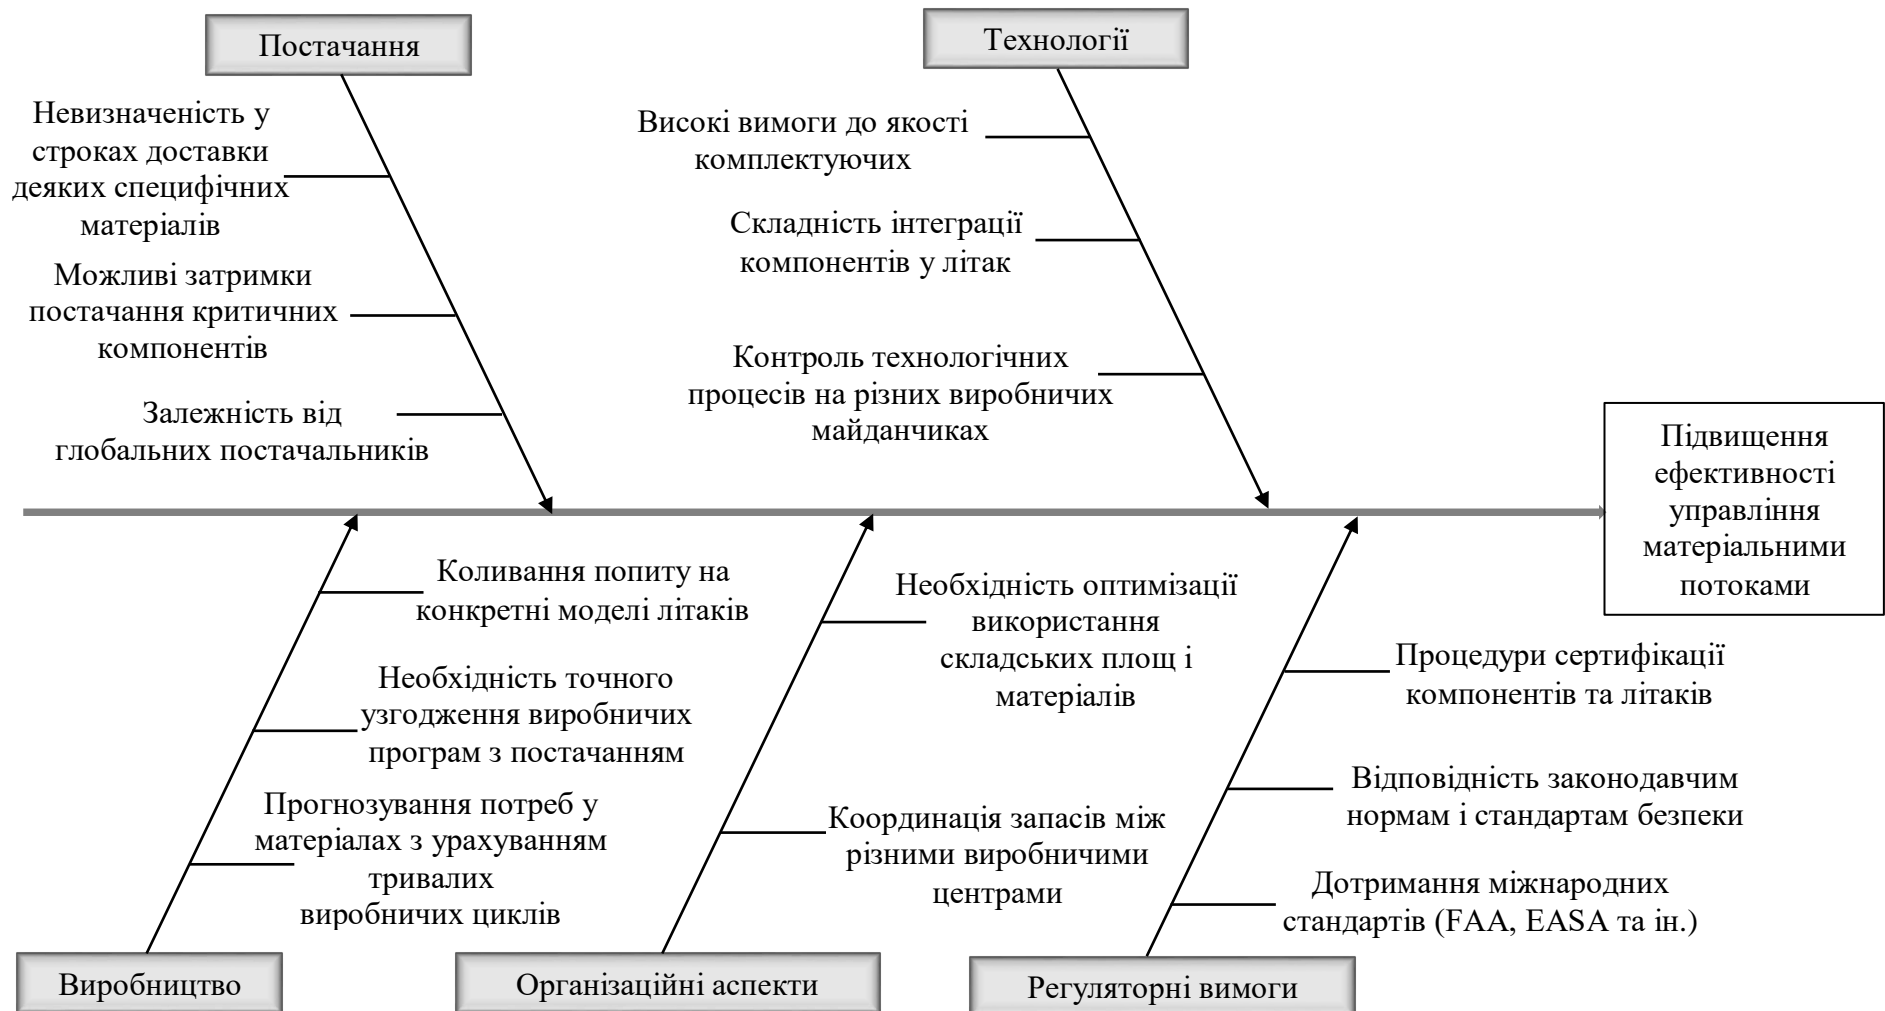 Постачання
Невизначеність у
строках доставки
деяких специфічних
матеріалів
Можливі затримки
постачання критичних
компонентів
Залежність від
глобальних постачальників
Технології
Високі вимоги до якості
комплектуючих
Складність інтеграції
компонентів у літак
Контроль технологічних
процесів на різних виробничих
майданчиках
Підвищення
ефективності
управління
матеріальними
потоками
Коливання попиту на
конкретні моделі літаків
Необхідність точного
узгодження виробничих
програм з постачанням
Прогнозування потреб у
матеріалах з урахуванням
тривалих
виробничих циклів
Виробництво
Необхідність оптимізації
використання
складських площ і
матеріалів
Координація запасів між
різними виробничими
центрами
Організаційні аспекти
Процедури сертифікації
компонентів та літаків
Відповідність законодавчим
нормам і стандартам безпеки
Дотримання міжнародних
стандартів (FAA, EASA та ін.)
Регуляторні вимоги